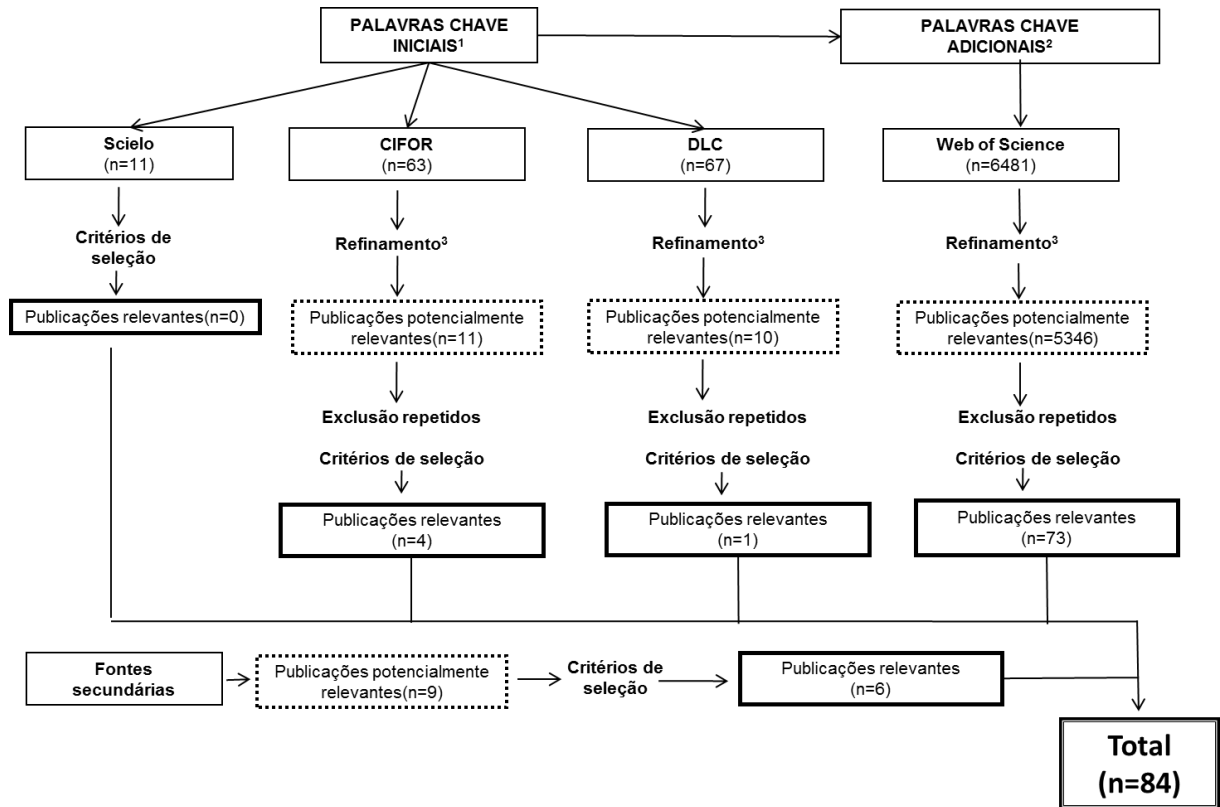 PALAVRAS CHAVE
INICIAIS¹
PALAVRAS CHAVE
ADICIONAIS²
Scielo
(n=11)
CIFOR
(n=63)
DLC
(n=67)
Web of Science
(n=6481)
Critérios de
seleção
Refinamento³
Refinamento³
Refinamento³
Publicações relevantes(n=0)
Publicações potencialmente
relevantes(n=11)
Publicações potencialmente
relevantes(n=10)
Publicações potencialmente
relevantes(n=5346)
Exclusão repetidos
Exclusão repetidos
Exclusão repetidos
Critérios de seleção
Critérios de seleção
Critérios de seleção
Publicações relevantes
(n=4)
Publicações relevantes
(n=1)
Publicações relevantes
(n=73)
Fontes
secundárias
Publicações potencialmente
relevantes(n=9)
Critérios de
seleção
Publicações relevantes
(n=6)
Total
(n=84)